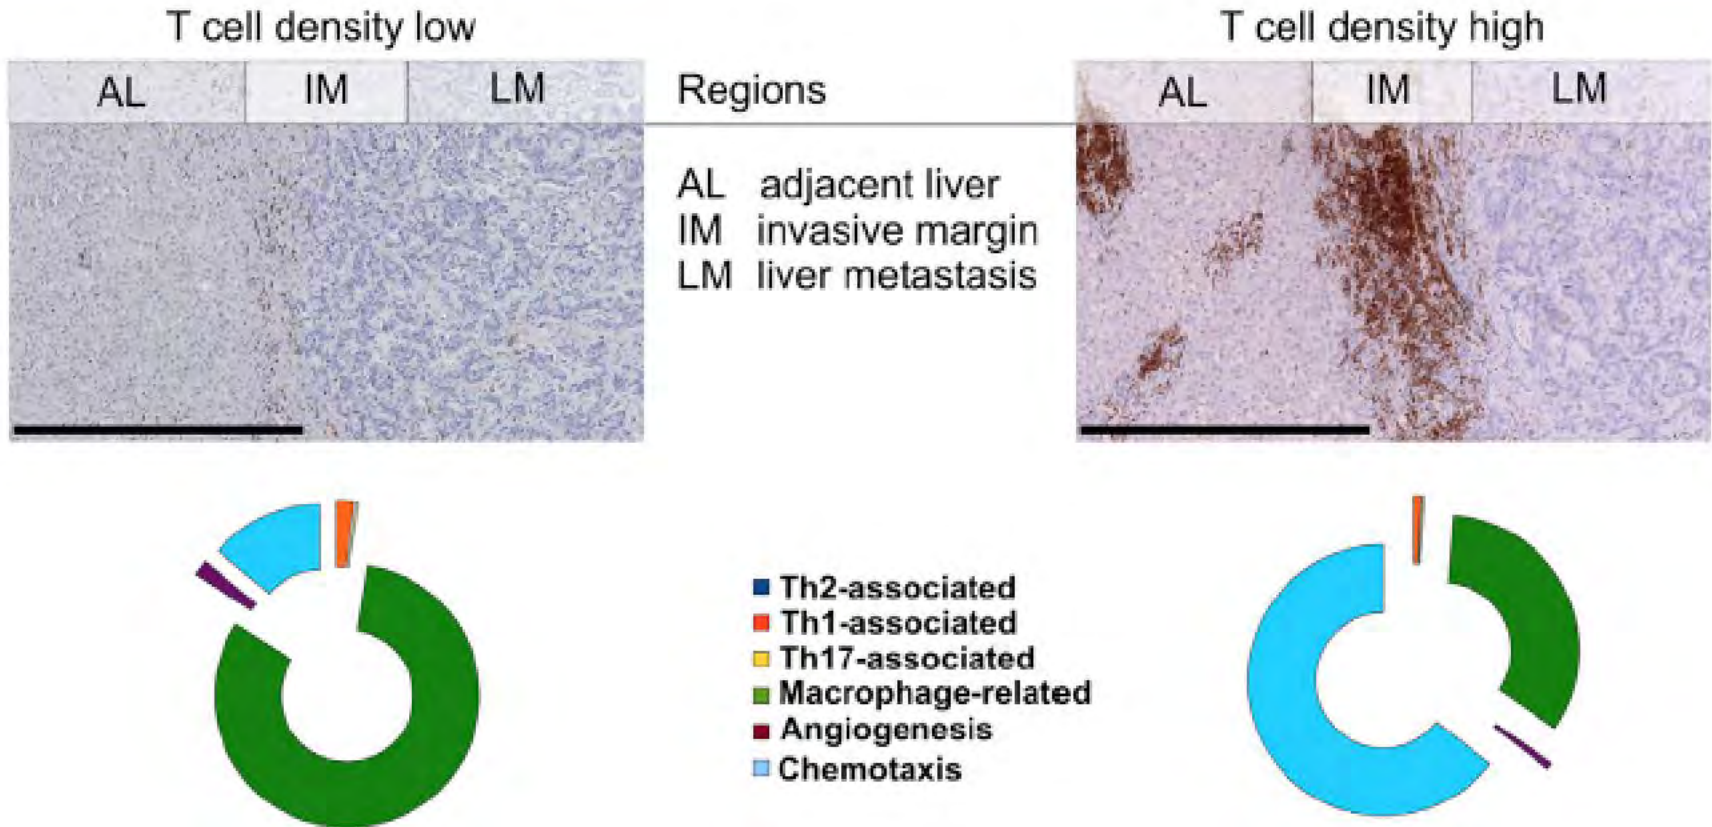 T cell density low
T cell density high
AL IM LM
Regions
AL IM LM
AL adjacent liver
IM invasive margin
LM liver metastasis
Th2-associated
Th1-associated
Th17-associated
Macrophage-related
Angiogenesis
Chemotaxis